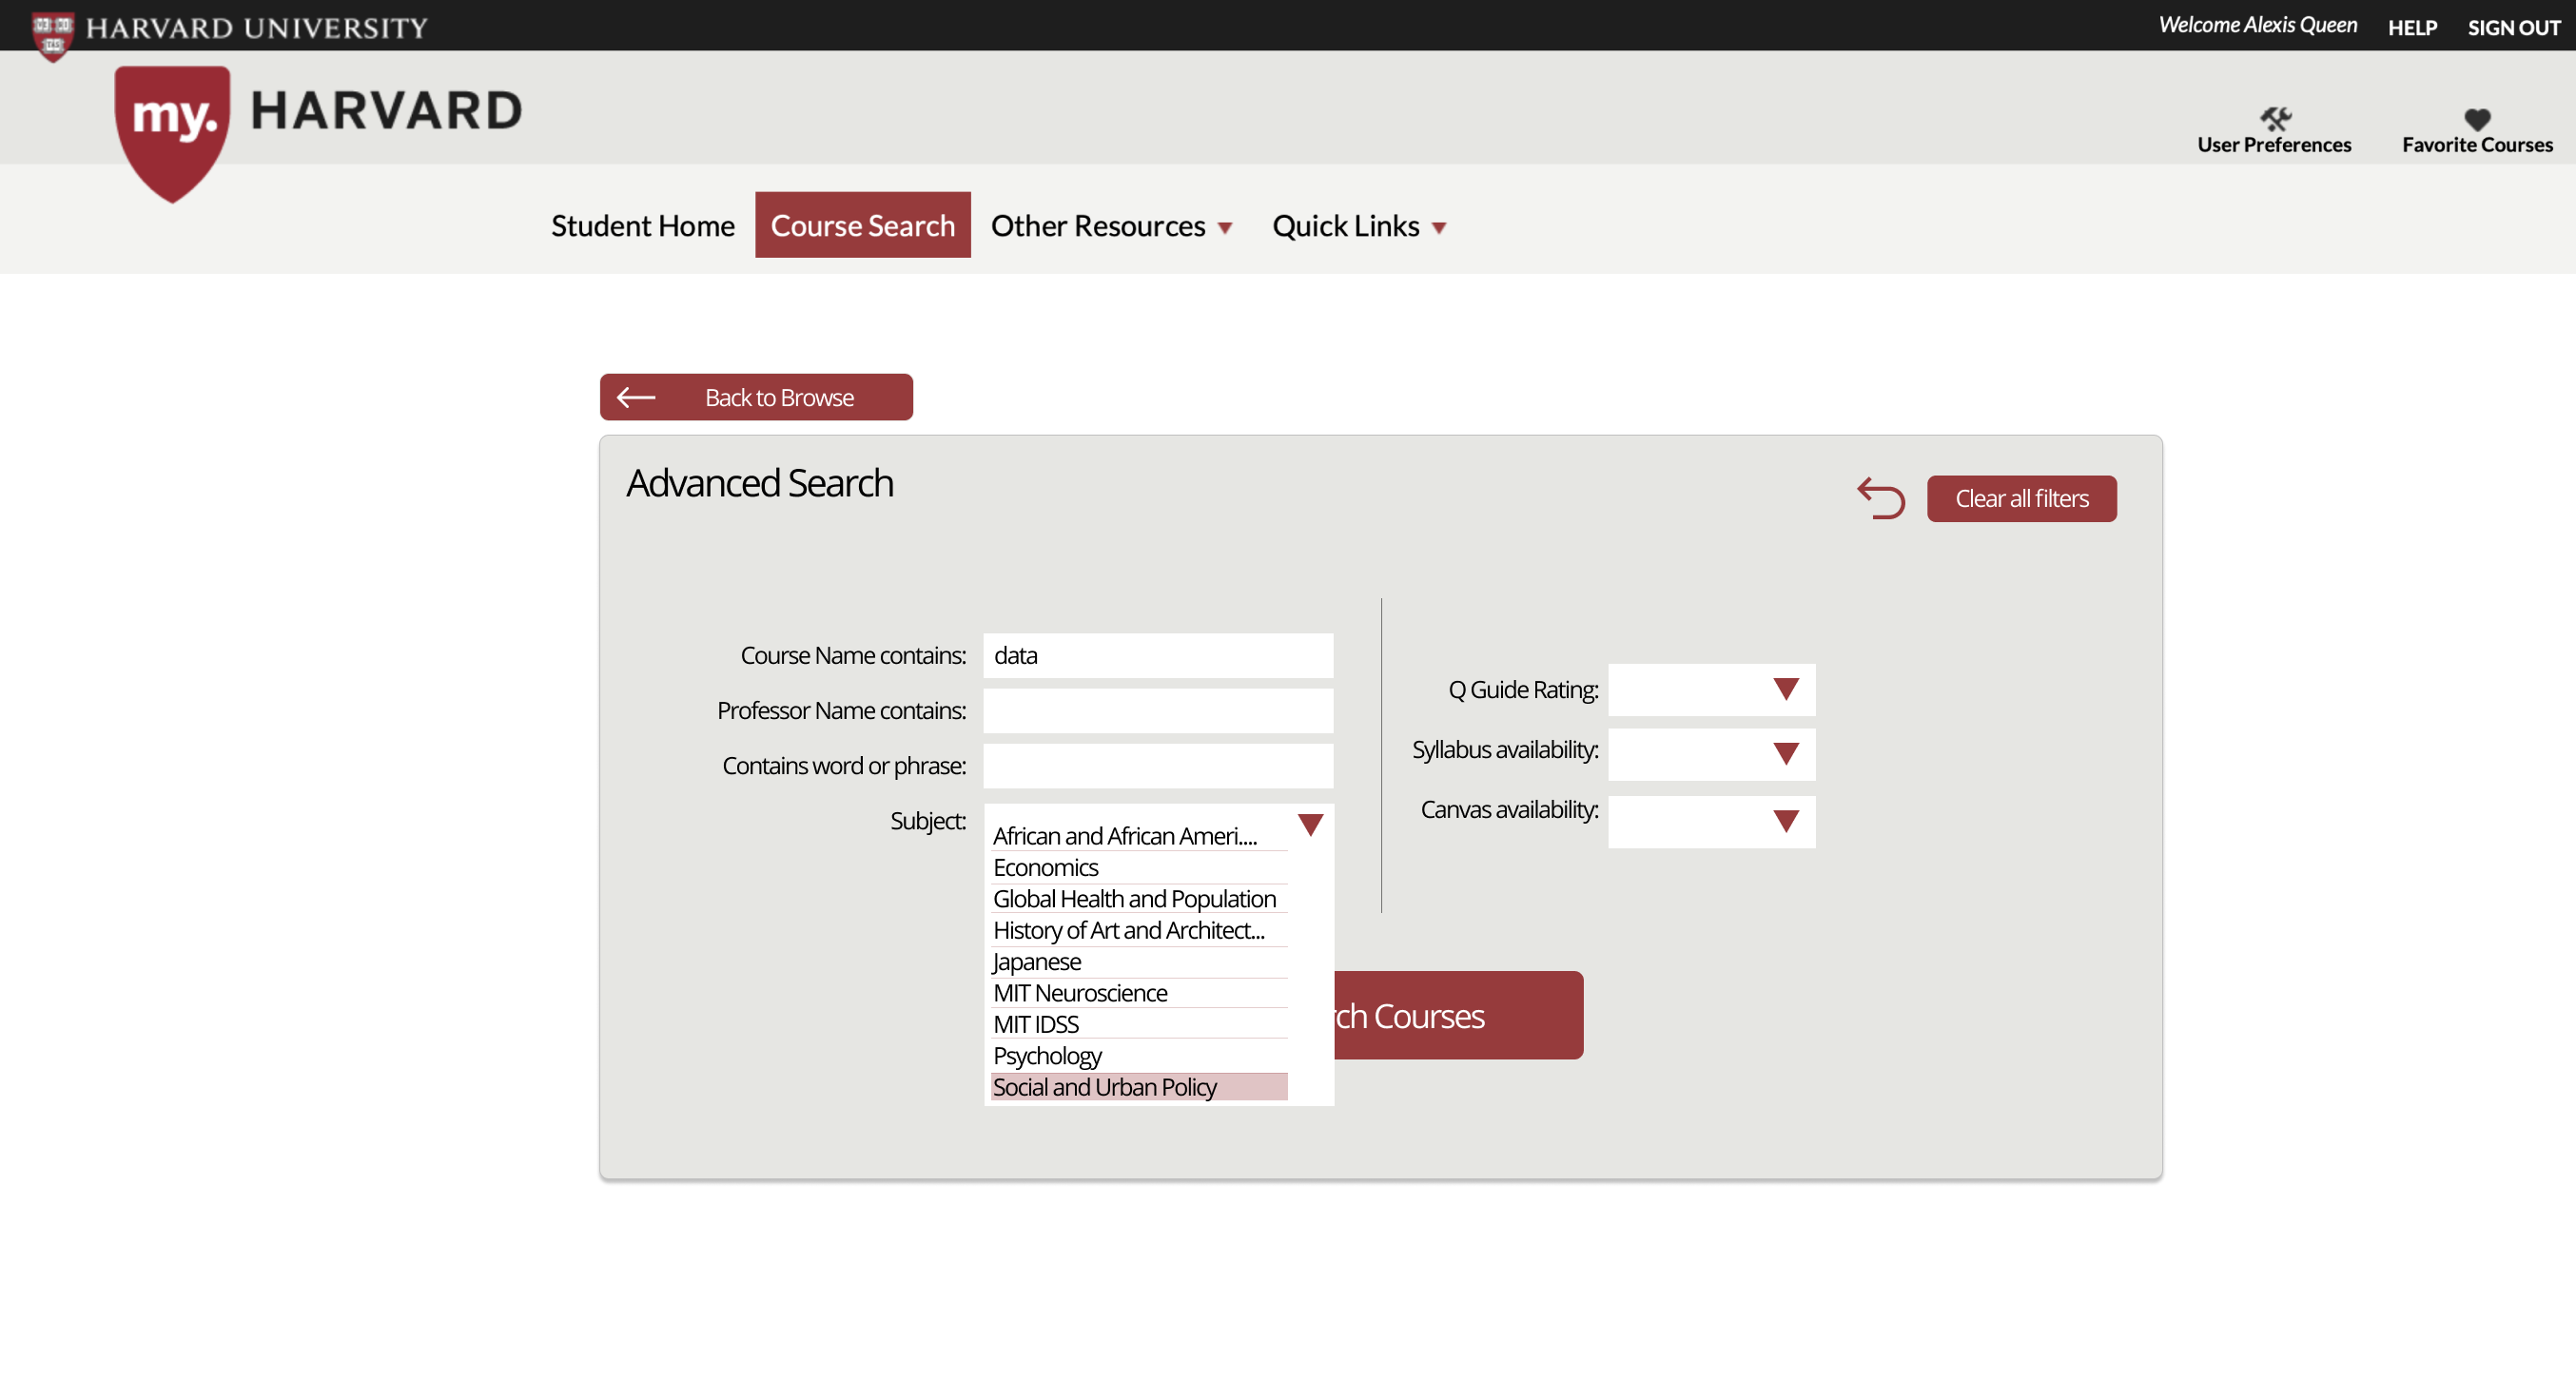 HARVARD UNIVERSITY
Welcome Alexis Queen HELP SIGN OUT
my. HARVARD
User Preferences Favorite Courses
Student Home Course Search Other Resources Quick Links
Back to Browse
Advanced Search
Clear all filters
Course Name contains: data
Professor Name contains:
Contains word or phrase:
Subject:
African and African Ameri....
Economics
Global Health and Population
History of Art and Architect...
Japanese
MIT Neuroscience
MIT IDSS
Psychology
Social and Urban Policy
Q Guide Rating:
Syllabus availability:
Canvas availability:
rch Courses